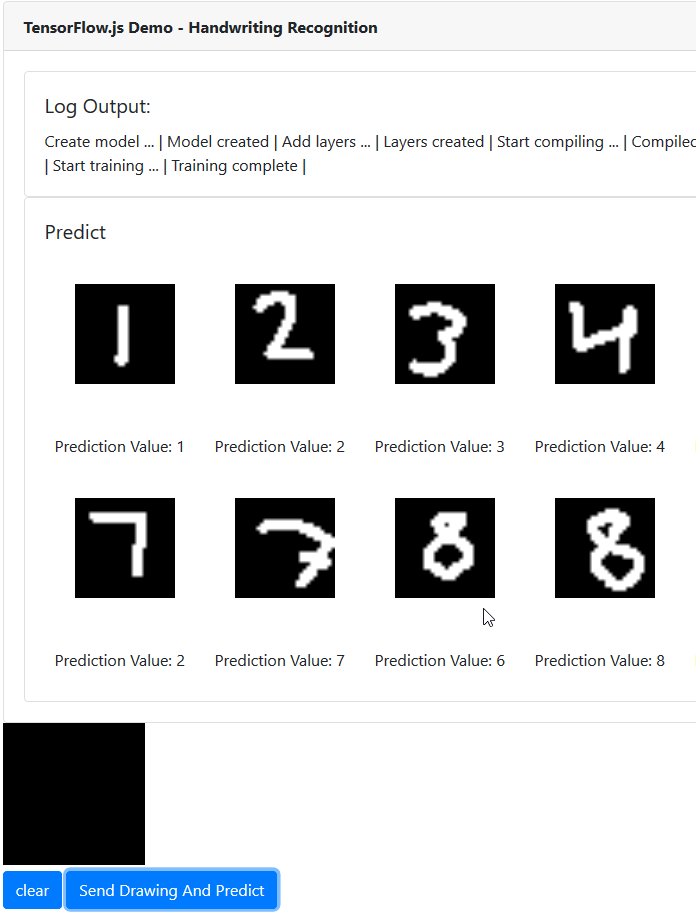 TensorFlow.js Demo - Handwriting Recognition
Log Output:
Create model ... | Model created | Add layers ... | Layers created | Start compiling ... | Compiled
| Start training ... | Training complete |
Predict
1 2 3 4
Prediction Value: 1 Prediction Value: 2 Prediction Value: 3 Prediction Value: 4
7 7 8 8
Prediction Value: 2 Prediction Value: 7 Prediction Value: 6 Prediction Value: 8
clear Send Drawing And Predict